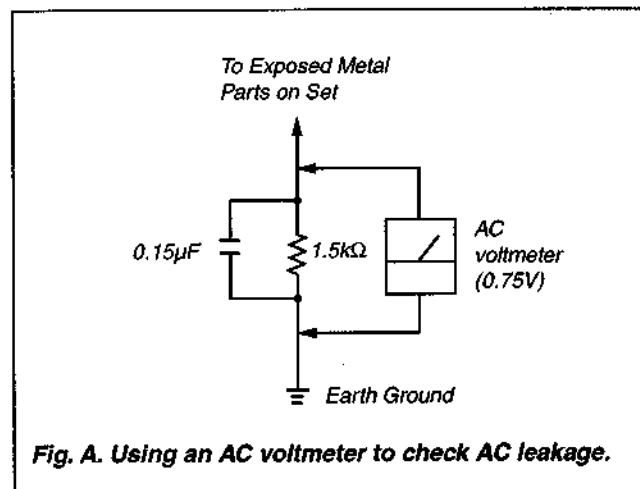 To Exposed Metal
Parts on Set
0.15µF
1.5kΩ
AC
voltmeter
(0.75V)
Earth Ground
Fig. A. Using an AC voltmeter to check AC leakage.